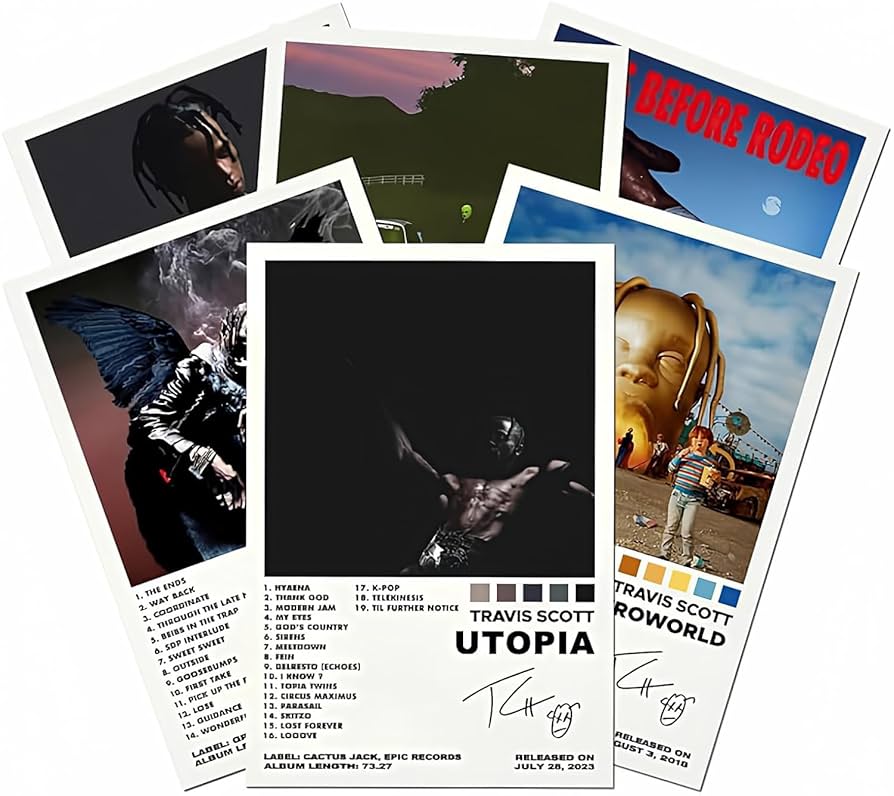 S BEFORE RODEO
1. THE ENDS
2. WAY BACK
3. COORDINATE
4. THROUGH THE LATE N
5. BEIBS IN THE TRAP
6. SDP INTERLUDE
7. SWEET SWEET
8. OUTSIDE
9. GOOSEBUMPS
10. FIRST TAKE
11. PICK UP THE P
12. LOSE
13. GUIDANCE
14. WONDERFU
LABEL: GR
ALBUM LEN
1. HYAENA
2. THANK GOD
3. MODERN JAM
4. MY EYES
5. GOD'S COUNTRY
6. SIRENS
7. MELTDOWN
8. FEIN
9. DELRESTO (ECHOES)
10. I KNOW ?
11. TOPIA TWINS
12. CIRCUS MAXIMUS
13. PARASAIL
14. SKITZO
15. LOST FOREVER
16. LOOOVE
17. K-POP
18. TELEKINESIS
19. TIL FURTHER NOTICE
TRAVIS SCOTT
UTOPIA
LABEL: CACTUS JACK, EPIC RECORDS
ALBUM LENGTH: 73.27
RELEASED ON
JULY 28, 2023
TRAVIS SCOTT
ROWORLD
RELEASED ON
GUST 3, 2018